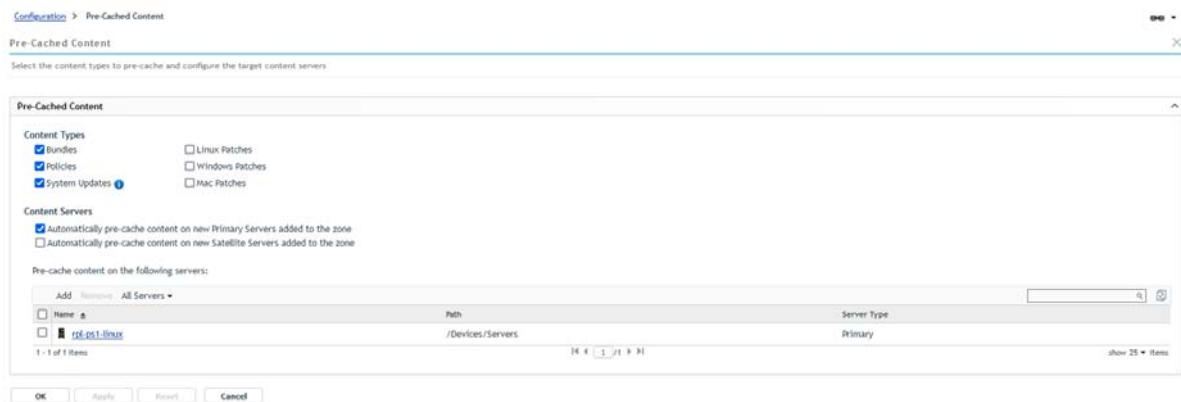 Configuration > Pre-Cached Content
Pre-Cached Content
Select the content types to pre-cache and configure the target content servers
Pre-Cached Content
Content Types
Bundles Linux Patches
Policies Windows Patches
System Updates Mac Patches
Content Servers
Automatically pre-cache content on new Primary Servers added to the zone
Automatically pre-cache content on new Satellite Servers added to the zone
Pre-cache content on the following servers:
Add Remove All Servers
Name Path Server Type
rpl-ps1-linux /Devices/Servers Primary
1 - 1 of 1 items 1 /1 show 25 items
OK Apply Reset Cancel